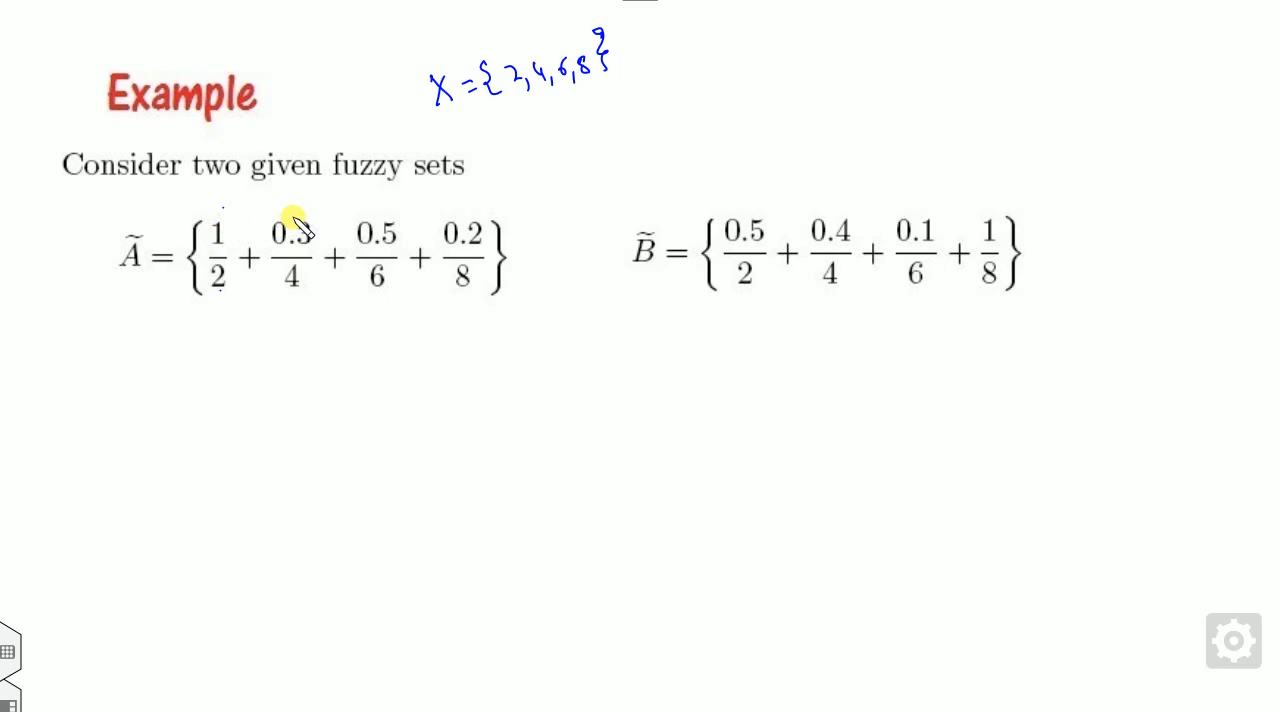 X = {2, 4, 6, 8}
Example
Consider two given fuzzy sets
Ã = { 1/2 + 0.3/4 + 0.5/6 + 0.2/8 } B̃ = { 0.5/2 + 0.4/4 + 0.1/6 + 1/8 }